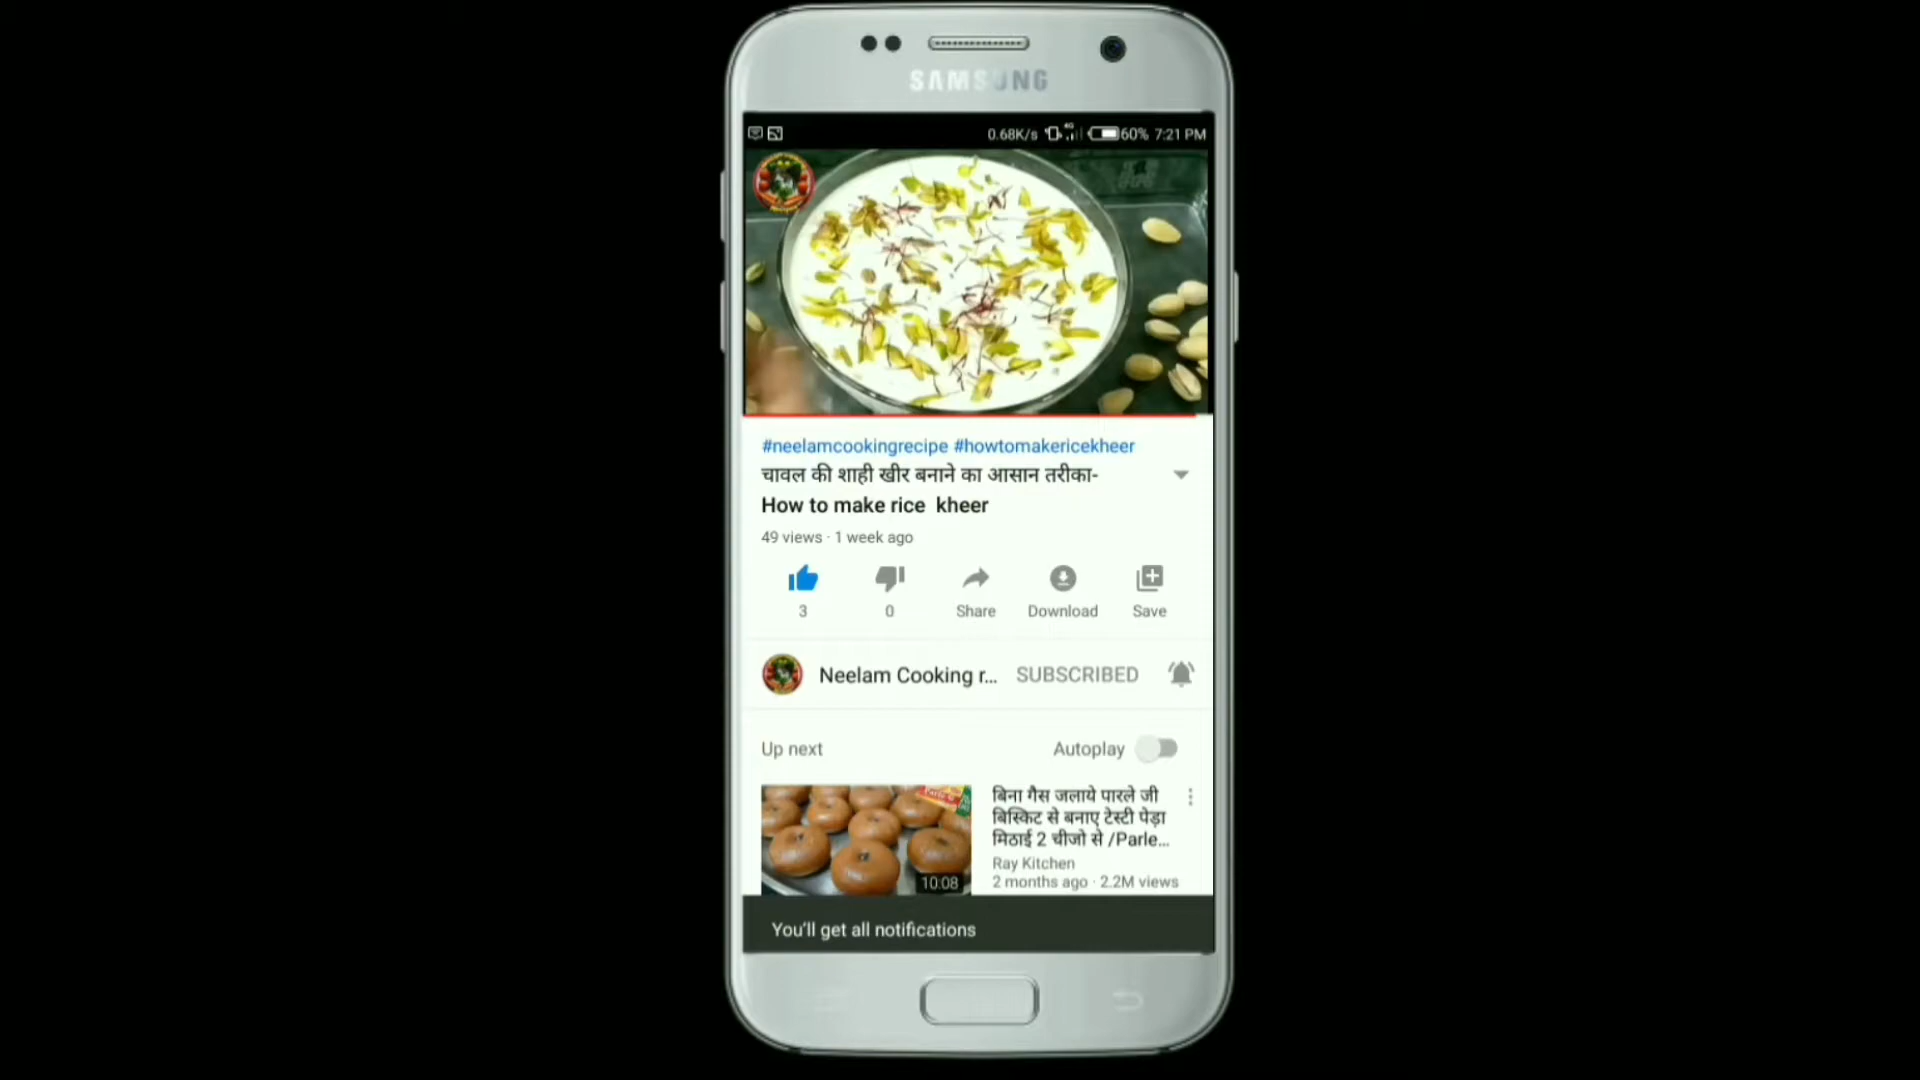 SAMSUNG
0.68K/s 4G 60% 7:21 PM
#neelamcookingrecipe #howtomakericekheer
चावल की शाही खीर बनाने का आसान तरीका-
How to make rice kheer
49 views · 1 week ago
3 0 Share Download Save
Neelam Cooking r... SUBSCRIBED
Up next Autoplay
बिना गैस जलाये पारले जी
बिस्किट से बनाए टेस्टी पेड़ा
मिठाई 2 चीजो से /Parle...
Ray Kitchen
2 months ago · 2.2M views
10:08
You'll get all notifications